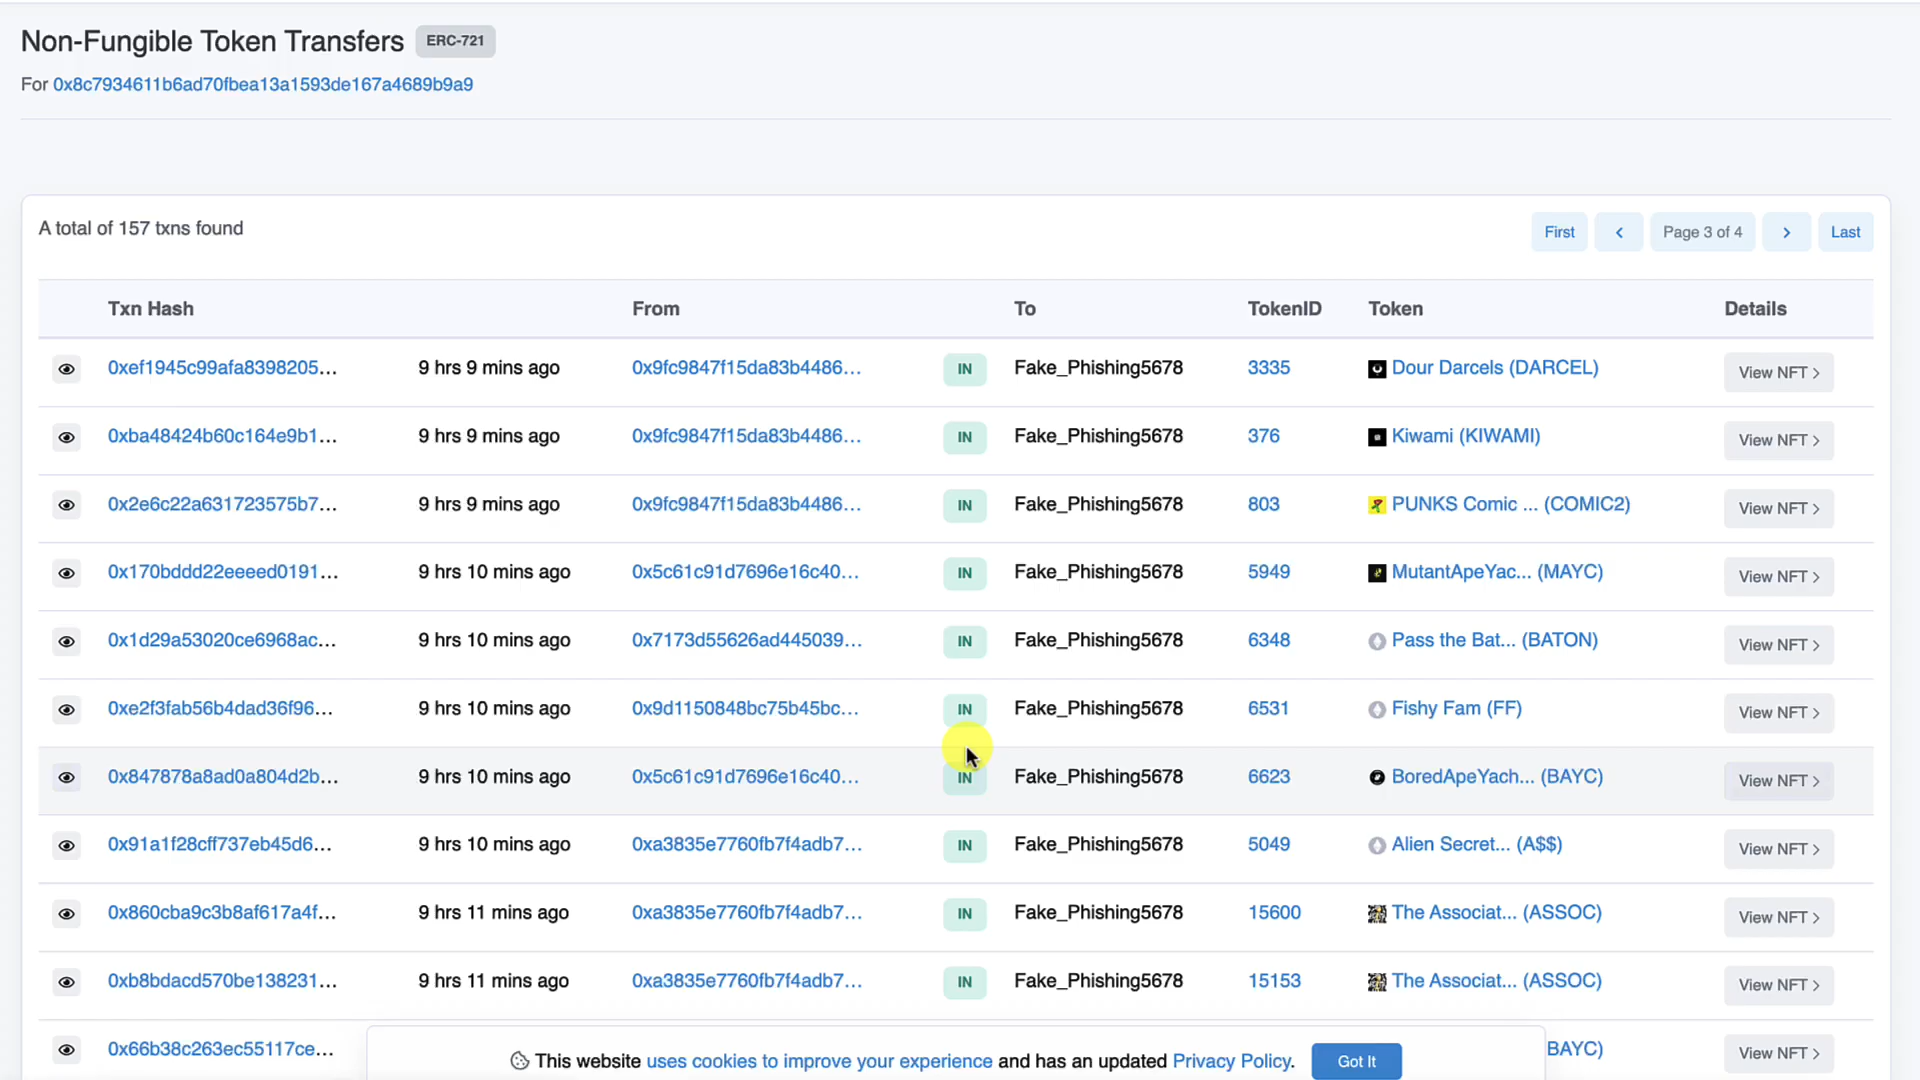 Non-Fungible Token Transfers ERC-721
For 0x8c7934611b6ad70fbea13a1593de167a4689b9a9
A total of 157 txns found
First Page 3 of 4 Last
Txn Hash From To TokenID Token Details
0xef1945c99afa8398205... 9 hrs 9 mins ago 0x9fc9847f15da83b4486... IN Fake_Phishing5678 3335 Dour Darcels (DARCEL) View NFT >
0xba48424b60c164e9b1... 9 hrs 9 mins ago 0x9fc9847f15da83b4486... IN Fake_Phishing5678 376 Kiwami (KIWAMI) View NFT >
0x2e6c22a631723575b7... 9 hrs 9 mins ago 0x9fc9847f15da83b4486... IN Fake_Phishing5678 803 PUNKS Comic ... (COMIC2) View NFT >
0x170bddd22eeeed0191... 9 hrs 10 mins ago 0x5c61c91d7696e16c40... IN Fake_Phishing5678 5949 MutantApeYac... (MAYC) View NFT >
0x1d29a53020ce6968ac... 9 hrs 10 mins ago 0x7173d55626ad445039... IN Fake_Phishing5678 6348 Pass the Bat... (BATON) View NFT >
0xe2f3fab56b4dad36f96... 9 hrs 10 mins ago 0x9d1150848bc75b45bc... IN Fake_Phishing5678 6531 Fishy Fam (FF) View NFT >
0x847878a8ad0a804d2b... 9 hrs 10 mins ago 0x5c61c91d7696e16c40... IN Fake_Phishing5678 6623 BoredApeYach... (BAYC) View NFT >
0x91a1f28cff737eb45d6... 9 hrs 10 mins ago 0xa3835e7760fb7f4adb7... IN Fake_Phishing5678 5049 Alien Secret... (A$$) View NFT >
0x860cba9c3b8af617a4f... 9 hrs 11 mins ago 0xa3835e7760fb7f4adb7... IN Fake_Phishing5678 15600 The Associat... (ASSOC) View NFT >
0xb8bdacd570be138231... 9 hrs 11 mins ago 0xa3835e7760fb7f4adb7... IN Fake_Phishing5678 15153 The Associat... (ASSOC) View NFT >
0x66b38c263ec55117ce... BAYC) View NFT >
This website uses cookies to improve your experience and has an updated Privacy Policy. Got It